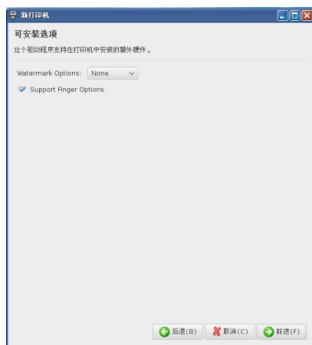 新打印机
可安装选项
这个驱动程序支持在打印机中安装的额外硬件。
Watermark Options: None
Support Finger Options
后退(B) 取消(C) 前进(F)